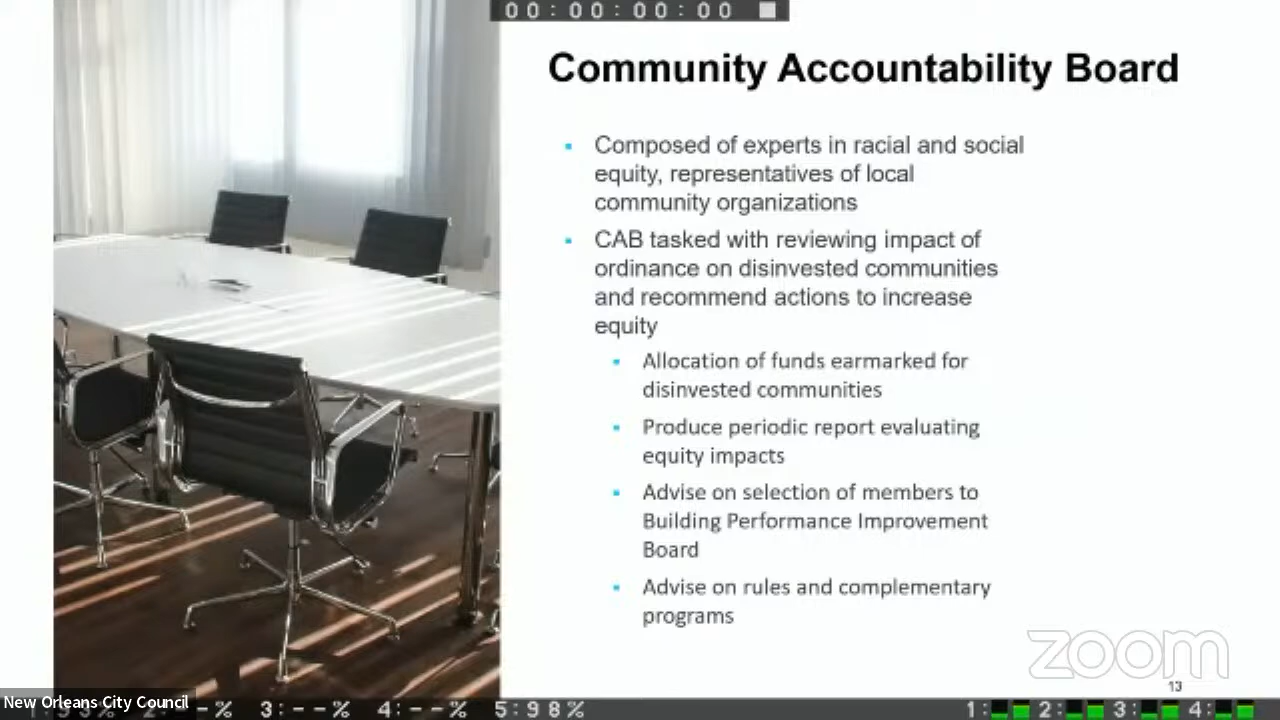 00:00:00:00
Community Accountability Board
Composed of experts in racial and social
equity, representatives of local
community organizations
CAB tasked with reviewing impact of
ordinance on disinvested communities
and recommend actions to increase
equity
Allocation of funds earmarked for
disinvested communities
Produce periodic report evaluating
equity impacts
Advise on selection of members to
Building Performance Improvement
Board
Advise on rules and complementary
programs
zoom
13
New Orleans City Council
3:--% 4:--% 5:98% 1: 2: 3: 4: